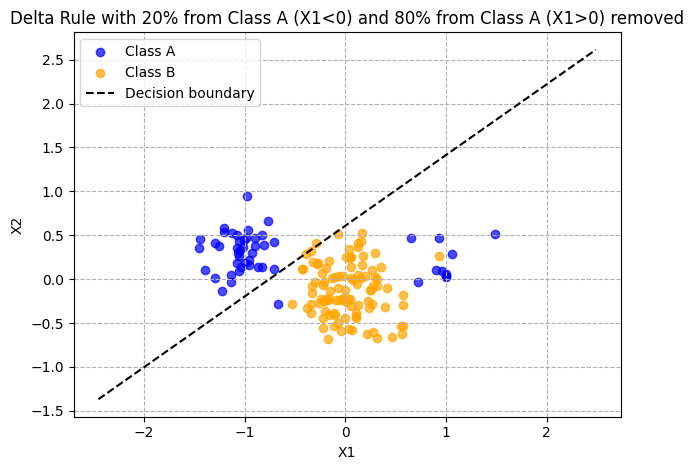 Delta Rule with 20% from Class A (X1<0) and 80% from Class A (X1>0) removed
Class A
Class B
Decision boundary
2.5
2.0
1.5
1.0
0.5
0.0
−0.5
−1.0
−1.5
X2
−2 −1 0 1 2
X1